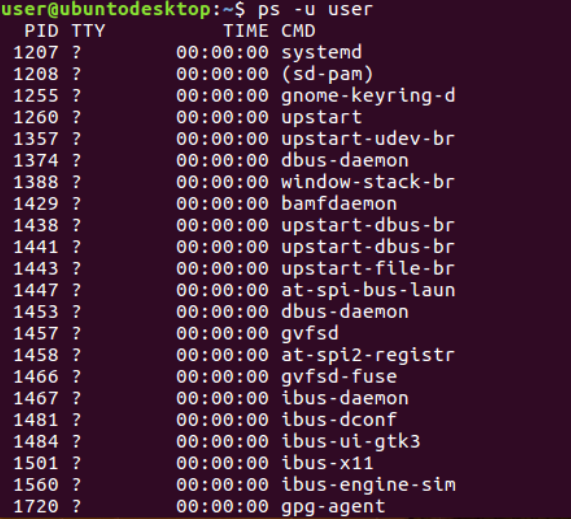 user@ubuntodesktop:~$ ps -u user
PID TTY TIME CMD
1207 ? 00:00:00 systemd
1208 ? 00:00:00 (sd-pam)
1255 ? 00:00:00 gnome-keyring-d
1260 ? 00:00:00 upstart
1357 ? 00:00:00 upstart-udev-br
1374 ? 00:00:00 dbus-daemon
1388 ? 00:00:00 window-stack-br
1429 ? 00:00:00 bamfdaemon
1438 ? 00:00:00 upstart-dbus-br
1441 ? 00:00:00 upstart-dbus-br
1443 ? 00:00:00 upstart-file-br
1447 ? 00:00:00 at-spi-bus-laun
1453 ? 00:00:00 dbus-daemon
1457 ? 00:00:00 gvfsd
1458 ? 00:00:00 at-spi2-registr
1466 ? 00:00:00 gvfsd-fuse
1467 ? 00:00:00 ibus-daemon
1481 ? 00:00:00 ibus-dconf
1484 ? 00:00:00 ibus-ui-gtk3
1501 ? 00:00:00 ibus-x11
1560 ? 00:00:00 ibus-engine-sim
1720 ? 00:00:00 gpg-agent